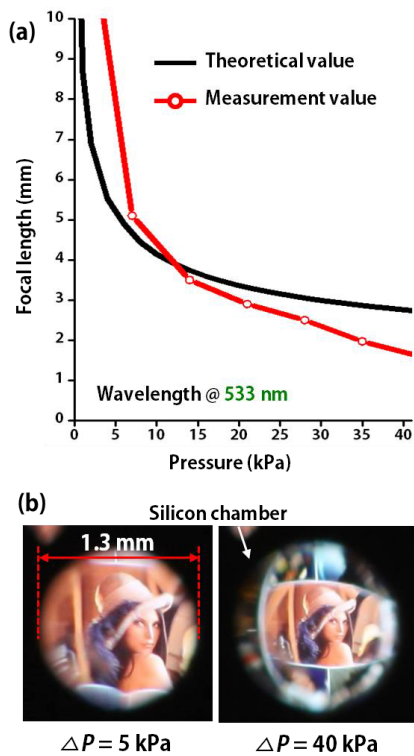 (a)
10
9
8
7
6
5
4
3
2
1
0
Focal length (mm)
Theoretical value
Measurement value
Wavelength @ 533 nm
0 5 10 15 20 25 30 35 40
Pressure (kPa)
(b)
Silicon chamber
1.3 mm
△P = 5 kPa
△P = 40 kPa